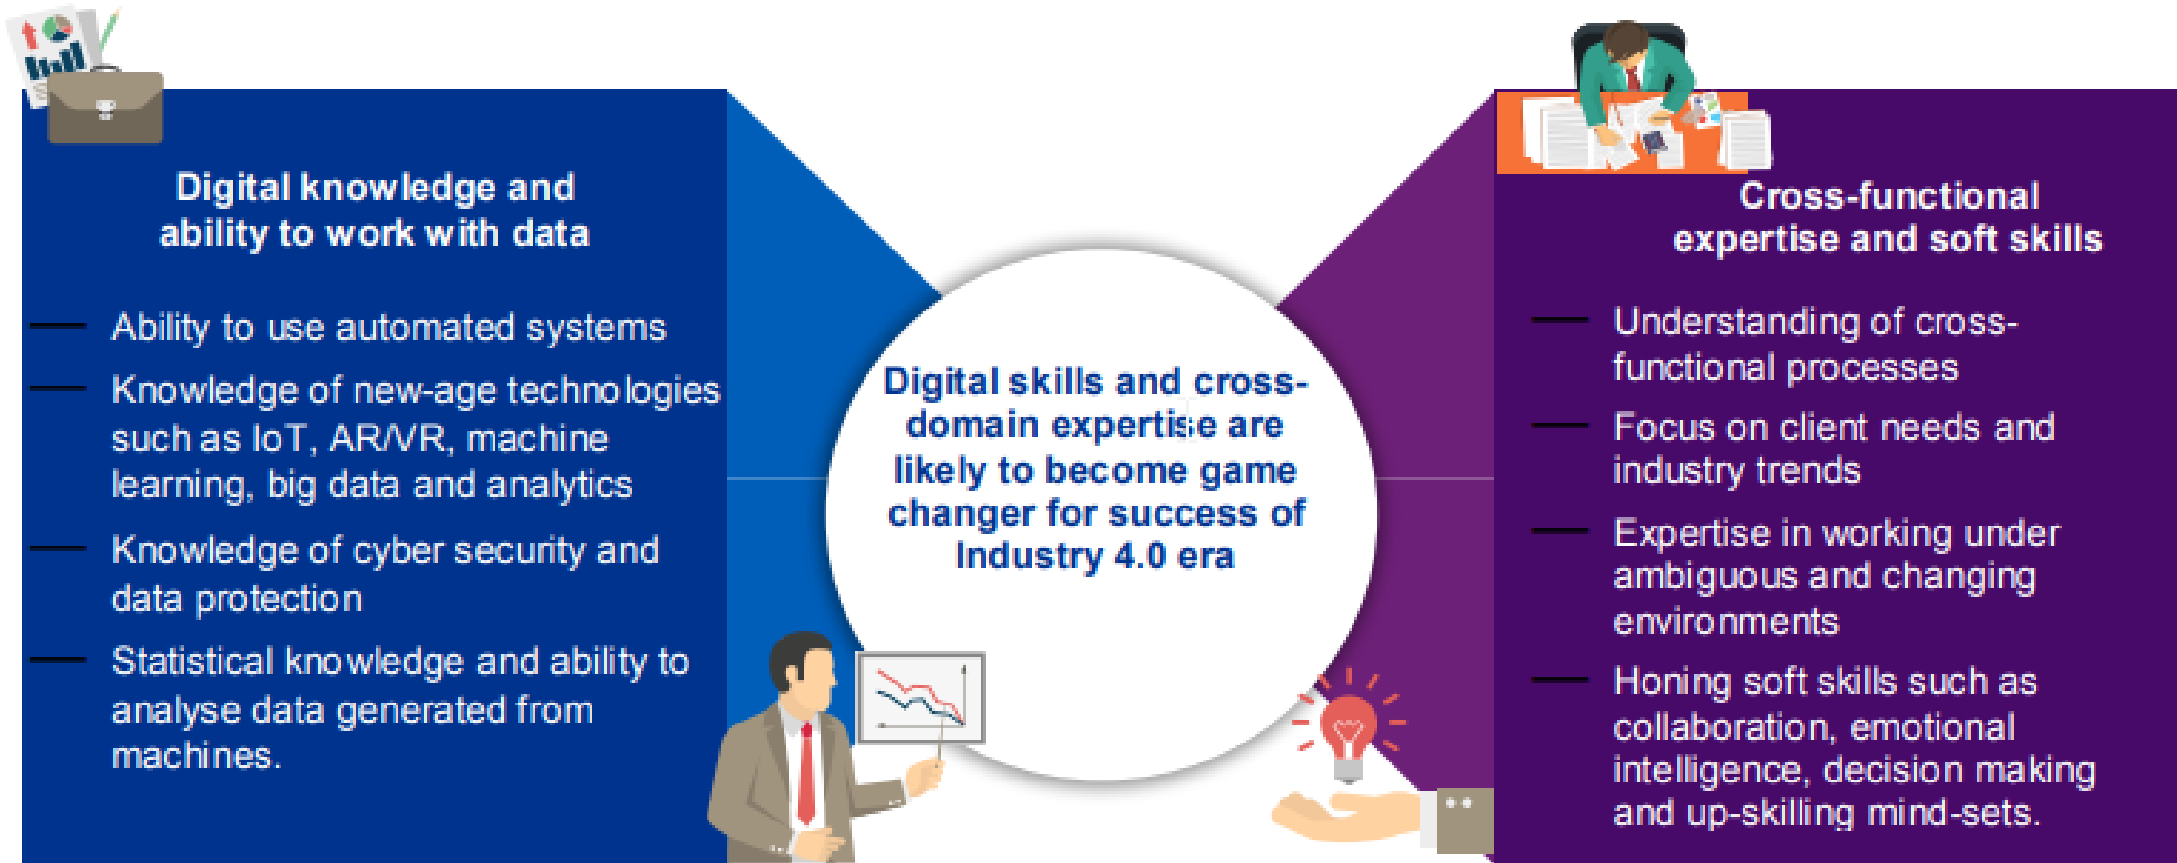 Digital knowledge and
ability to work with data
Ability to use automated systems
Knowledge of new-age technologies
such as IoT, AR/VR, machine
learning, big data and analytics
Knowledge of cyber security and
data protection
Statistical knowledge and ability to
analyse data generated from
machines.
Digital skills and cross-
domain expertise are
likely to become game
changer for success of
Industry 4.0 era
Cross-functional
expertise and soft skills
Understanding of cross-
functional processes
Focus on client needs and
industry trends
Expertise in working under
ambiguous and changing
environments
Honing soft skills such as
collaboration, emotional
intelligence, decision making
and up-skilling mind-sets.